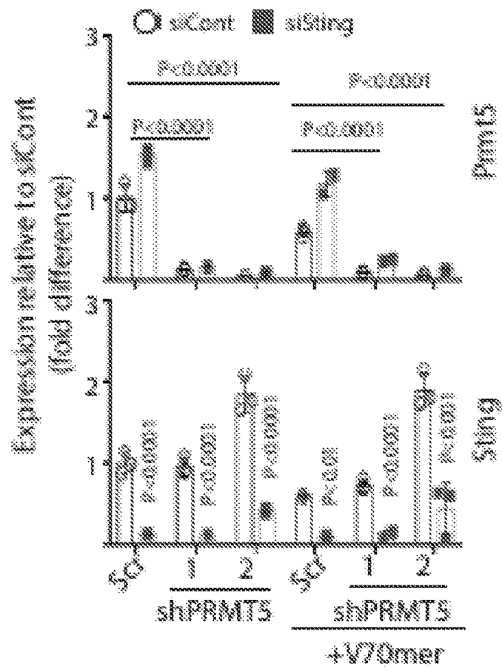 siCont siSting
3
P<0.0001 P<0.0001
2
P<0.0001 P<0.0001
1
Prmt5
Expression relative to siCont
(fold difference)
3
2
1
Sting
P<0.0001 P<0.0001 P<0.0001 P<0.01 P<0.0001 P<0.001
Scr 1 2 Scr 1 2
shPRMT5 shPRMT5
+V70mer